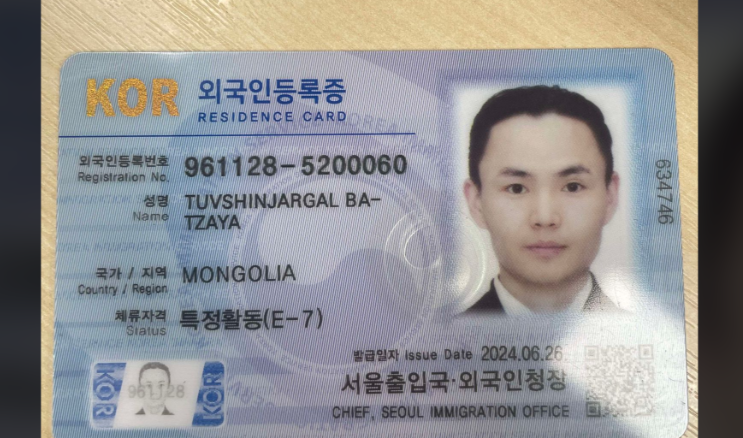 KOR 외국인등록증
RESIDENCE CARD
외국인등록번호 961128-5200060
Registration No.
성명 TUVSHINJARGAL BA-
Name TZAYA
국가 / 지역 MONGOLIA
Country / Region
체류자격 특정활동(E-7)
Status
634746
KOR 961128 KOR
발급일자 Issue Date 2024.06.26
서울출입국·외국인청장
CHIEF, SEOUL IMMIGRATION OFFICE